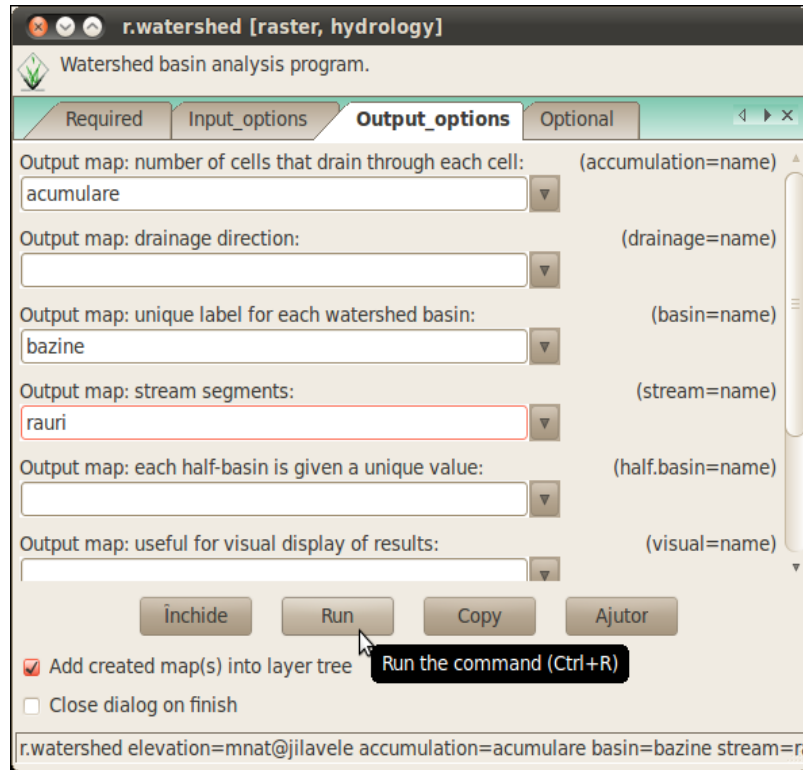 r.watershed [raster, hydrology]
Watershed basin analysis program.
Required Input_options Output_options Optional
Output map: number of cells that drain through each cell: (accumulation=name)
acumulare
Output map: drainage direction: (drainage=name)
Output map: unique label for each watershed basin: (basin=name)
bazine
Output map: stream segments: (stream=name)
rauri
Output map: each half-basin is given a unique value: (half.basin=name)
Output map: useful for visual display of results: (visual=name)
Închide Run Copy Ajutor
Add created map(s) into layer tree
Run the command (Ctrl+R)
Close dialog on finish
r.watershed elevation=mnat@jilavele accumulation=acumulare basin=bazine stream=ra